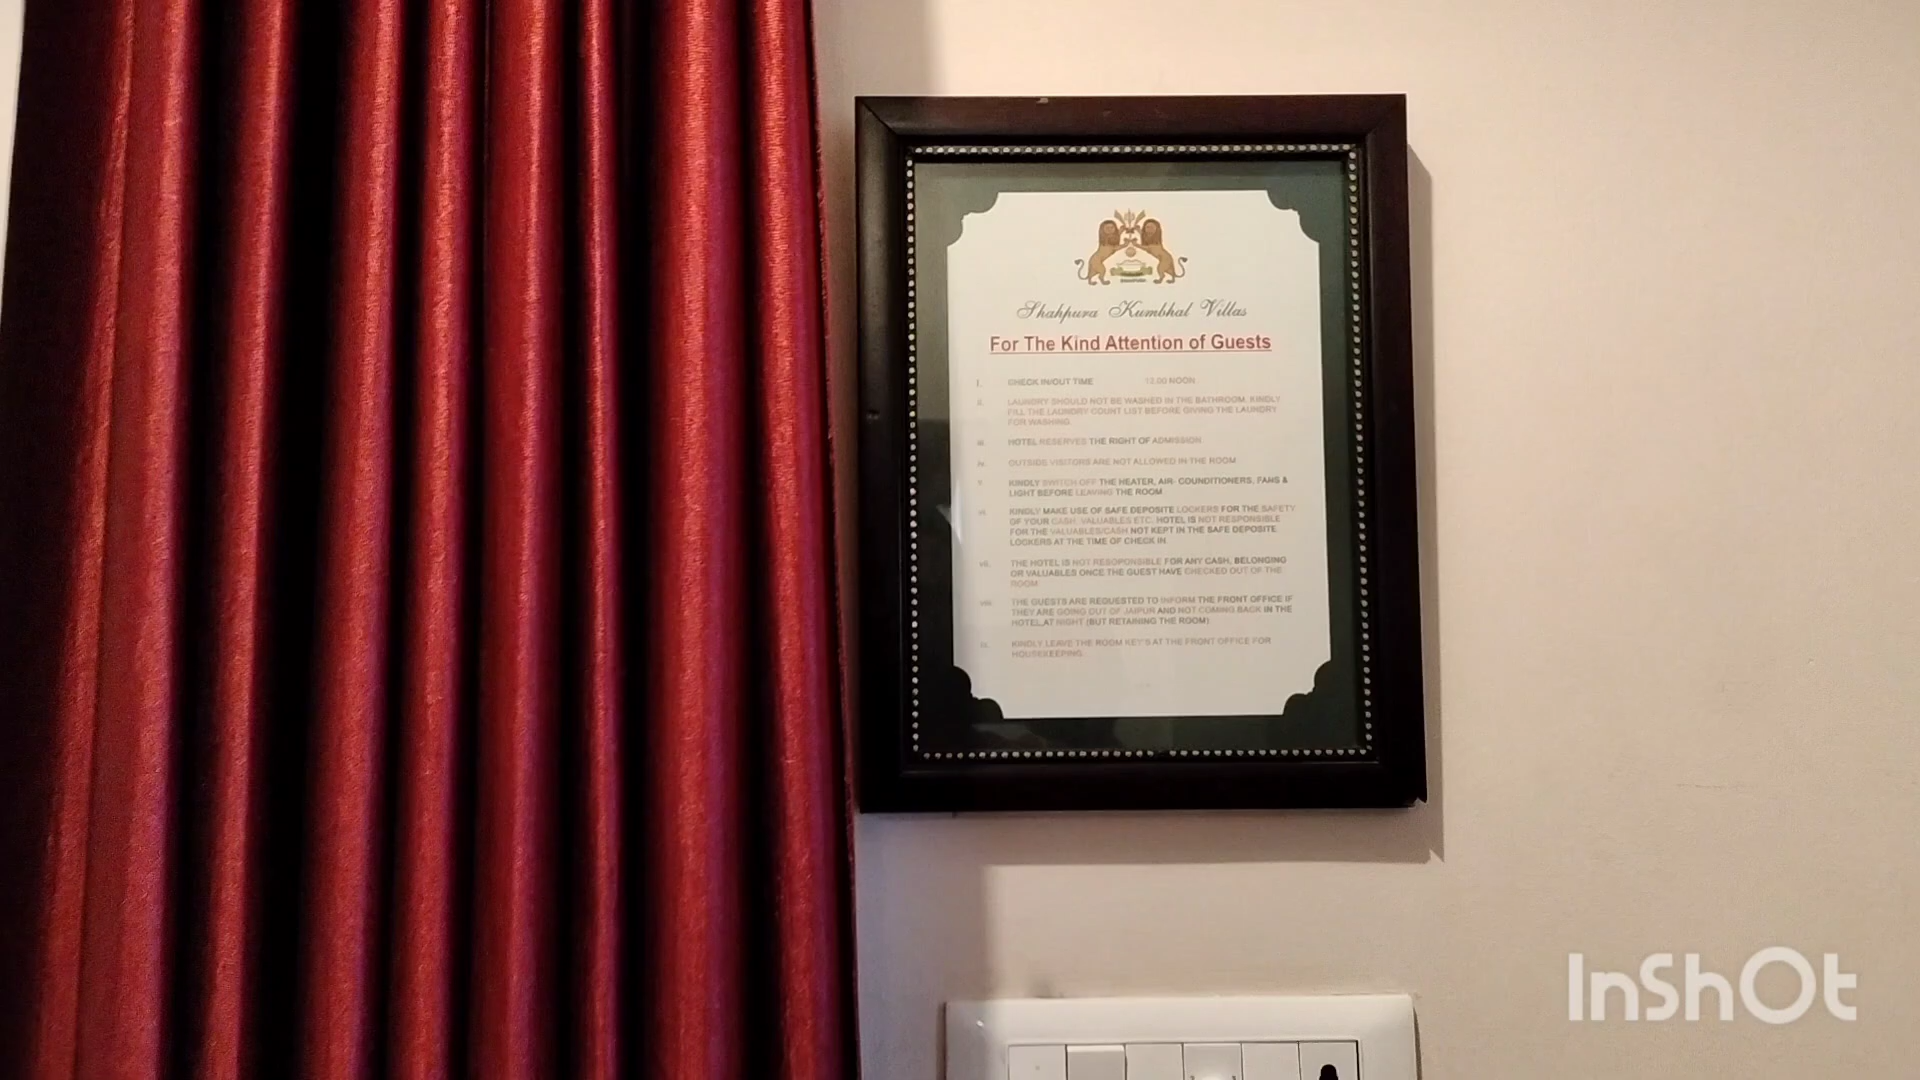 Shahpura Kumbhal Villas
For The Kind Attention of Guests
i. CHECK IN/OUT TIME 12.00 NOON
ii. LAUNDRY SHOULD NOT BE WASHED IN THE BATHROOM. KINDLY
FILL THE LAUNDRY COUNT LIST BEFORE GIVING THE LAUNDRY
FOR WASHING.
iii. HOTEL RESERVES THE RIGHT OF ADMISSION
iv. OUTSIDE VISITORS ARE NOT ALLOWED IN THE ROOM
v. KINDLY SWITCH OFF THE HEATER, AIR- COUNDITIONERS, FANS &
LIGHT BEFORE LEAVING THE ROOM
vi. KINDLY MAKE USE OF SAFE DEPOSITE LOCKERS FOR THE SAFETY
OF YOUR CASH, VALUABLES ETC. HOTEL IS NOT RESPONSIBLE
FOR THE VALUABLES/CASH NOT KEPT IN THE SAFE DEPOSITE
LOCKERS AT THE TIME OF CHECK IN
vii. THE HOTEL IS NOT RESOPONSIBLE FOR ANY CASH, BELONGING
OR VALUABLES ONCE THE GUEST HAVE CHECKED OUT OF THE
ROOM
viii. THE GUESTS ARE REQUESTED TO INFORM THE FRONT OFFICE IF
THEY ARE GOING OUT OF JAIPUR AND NOT COMING BACK IN THE
HOTEL AT NIGHT (BUT RETAINING THE ROOM)
ix. KINDLY LEAVE THE ROOM KEY'S AT THE FRONT OFFICE FOR
HOUSEKEEPING.
InShOt